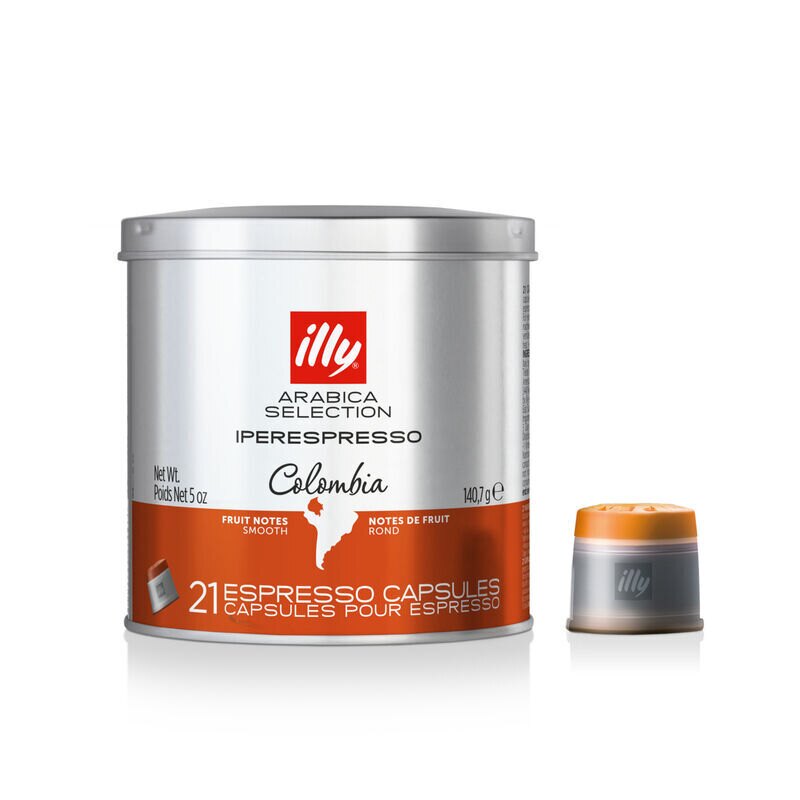 illy®
ARABICA
SELECTION
IPERESPRESSO
Colombia
Net Wt.
Poids Net 5 oz
140,7 g ℮
FRUIT NOTES
SMOOTH
NOTES DE FRUIT
ROND
21 ESPRESSO CAPSULES
CAPSULES POUR ESPRESSO
illy